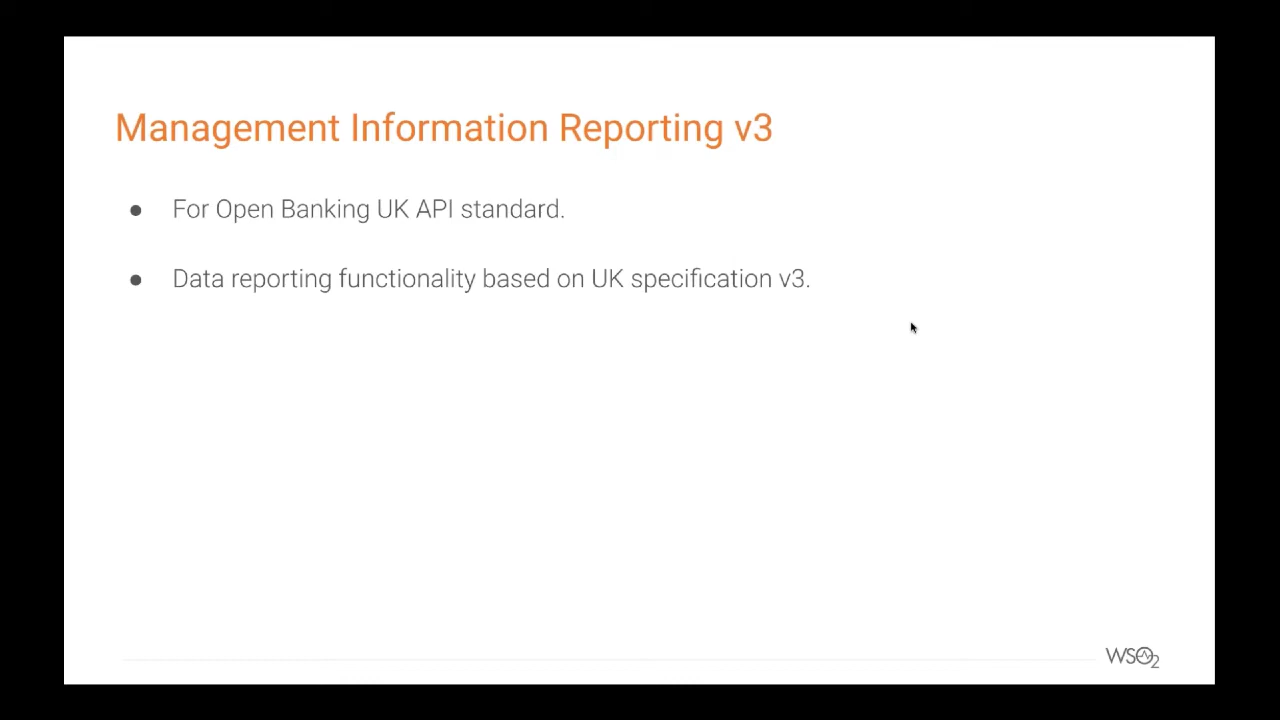 Management Information Reporting v3
● For Open Banking UK API standard.
● Data reporting functionality based on UK specification v3.
WSO2